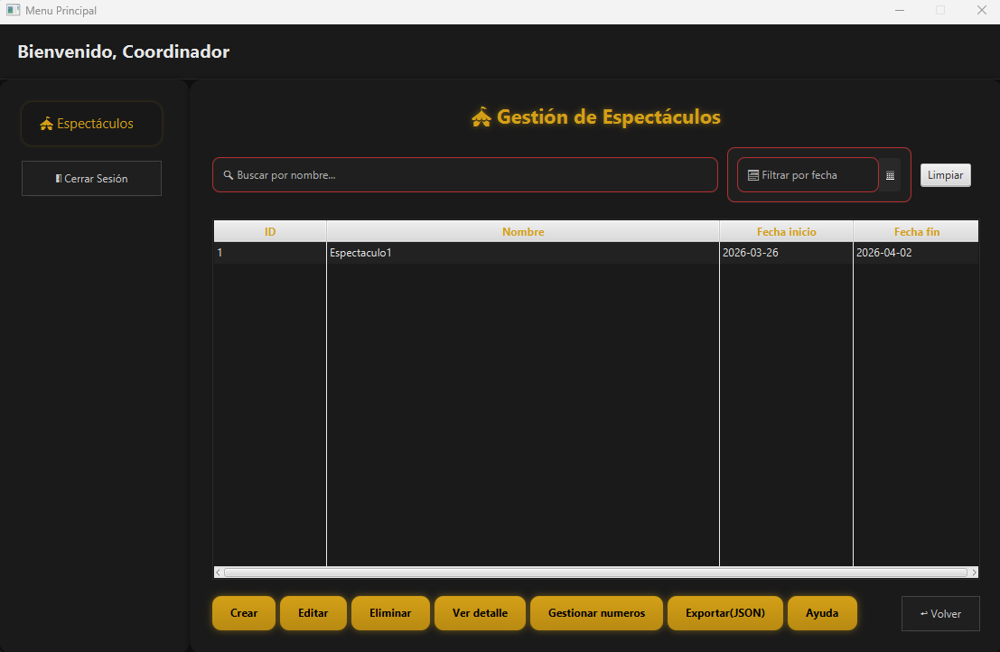 Menu Principal
Bienvenido, Coordinador
Espectáculos
Cerrar Sesión
Gestión de Espectáculos
Buscar por nombre...
Filtrar por fecha
Limpiar
ID Nombre Fecha inicio Fecha fin
1 Espectaculo1 2026-03-26 2026-04-02
Crear Editar Eliminar Ver detalle Gestionar numeros Exportar(JSON) Ayuda Volver